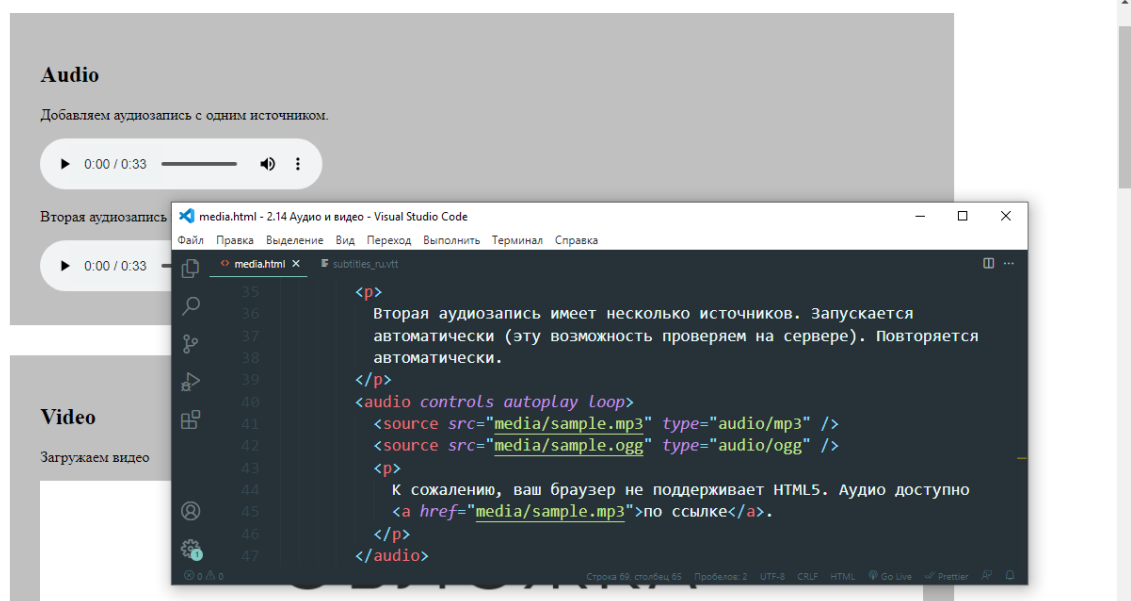 Audio
Добавляем аудиозапись с одним источником.
0:00 / 0:33
Вторая аудиозапись
0:00 / 0:33
media.html - 2.14 Аудио и видео - Visual Studio Code
Файл Правка Выделение Вид Переход Выполнить Терминал Справка
media.html subtitles_ru.vtt
35 <p>
36 Вторая аудиозапись имеет несколько источников. Запускается
37 автоматически (эту возможность проверяем на сервере). Повторяется
38 автоматически.
39 </p>
40 <audio controls autoplay loop>
41 <source src="media/sample.mp3" type="audio/mp3" />
42 <source src="media/sample.ogg" type="audio/ogg" />
43 <p>
44 К сожалению, ваш браузер не поддерживает HTML5. Аудио доступно
45 <a href="media/sample.mp3">по ссылке</a>.
46 </p>
47 </audio>
1
0 0 Строка 69, столбец 65 Пробелов: 2 UTF-8 CRLF HTML Go Live Prettier
Video
Загружаем видео